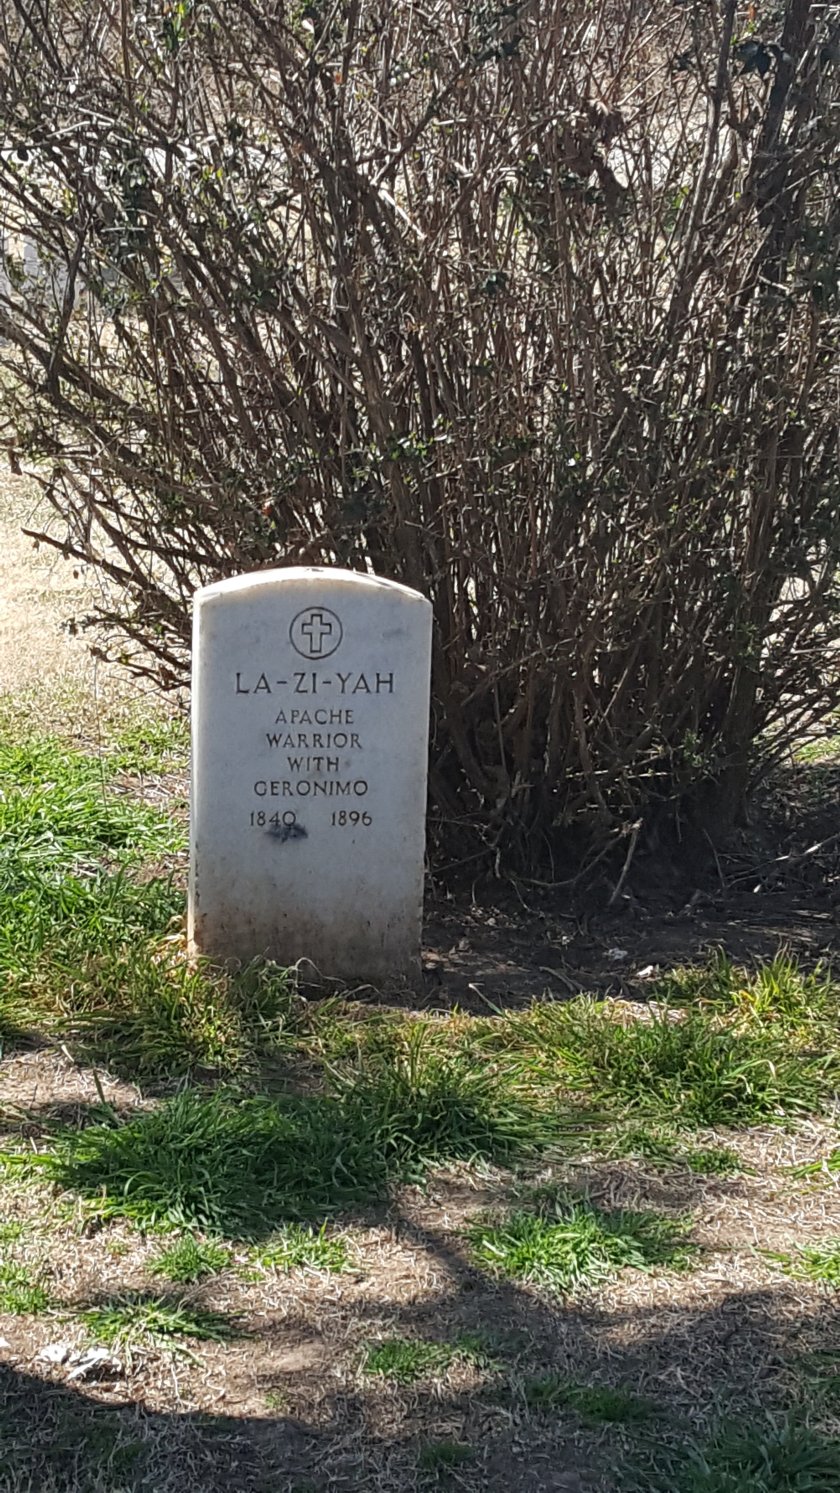 LA-ZI-YAH
APACHE
WARRIOR
WITH
GERONIMO
1840 1896